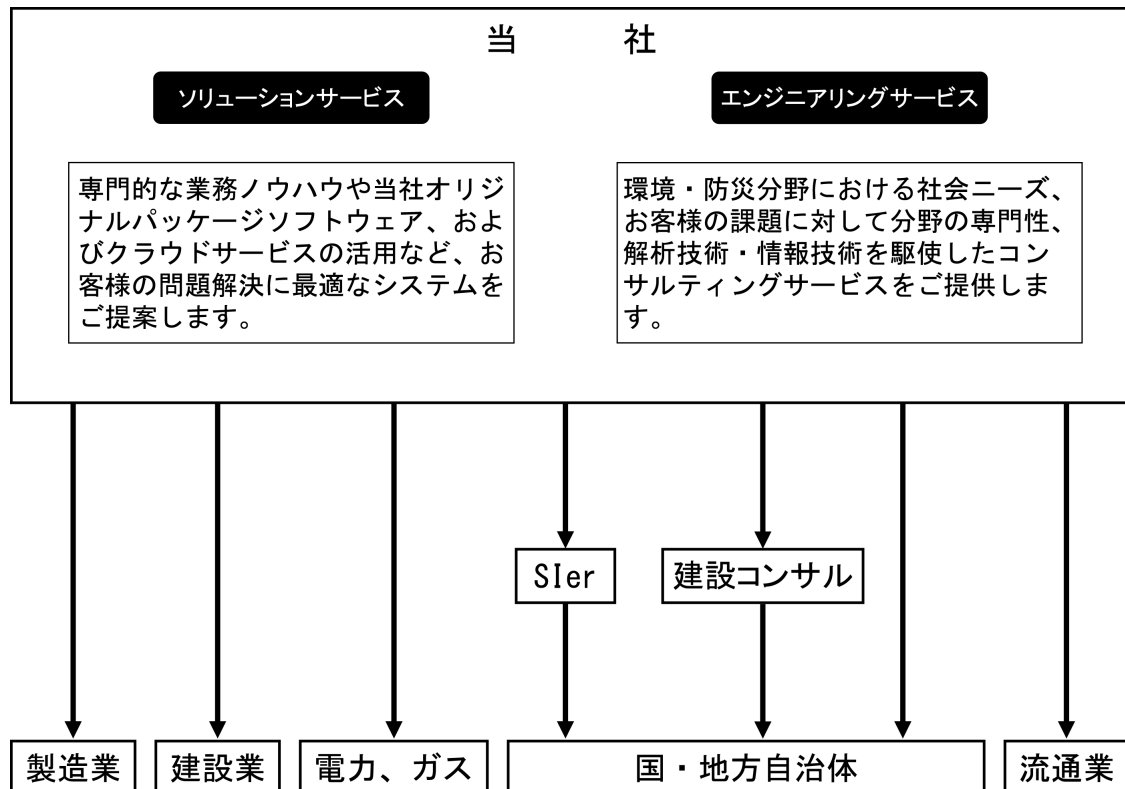 当　　　社
ソリューションサービス
エンジニアリングサービス
専門的な業務ノウハウや当社オリジ
ナルパッケージソフトウェア、およ
びクラウドサービスの活用など、お
客様の問題解決に最適なシステムを
ご提案します。
環境・防災分野における社会ニーズ、
お客様の課題に対して分野の専門性、
解析技術・情報技術を駆使したコン
サルティングサービスをご提供しま
す。
SIer
建設コンサル
製造業
建設業
電力、ガス
国・地方自治体
流通業